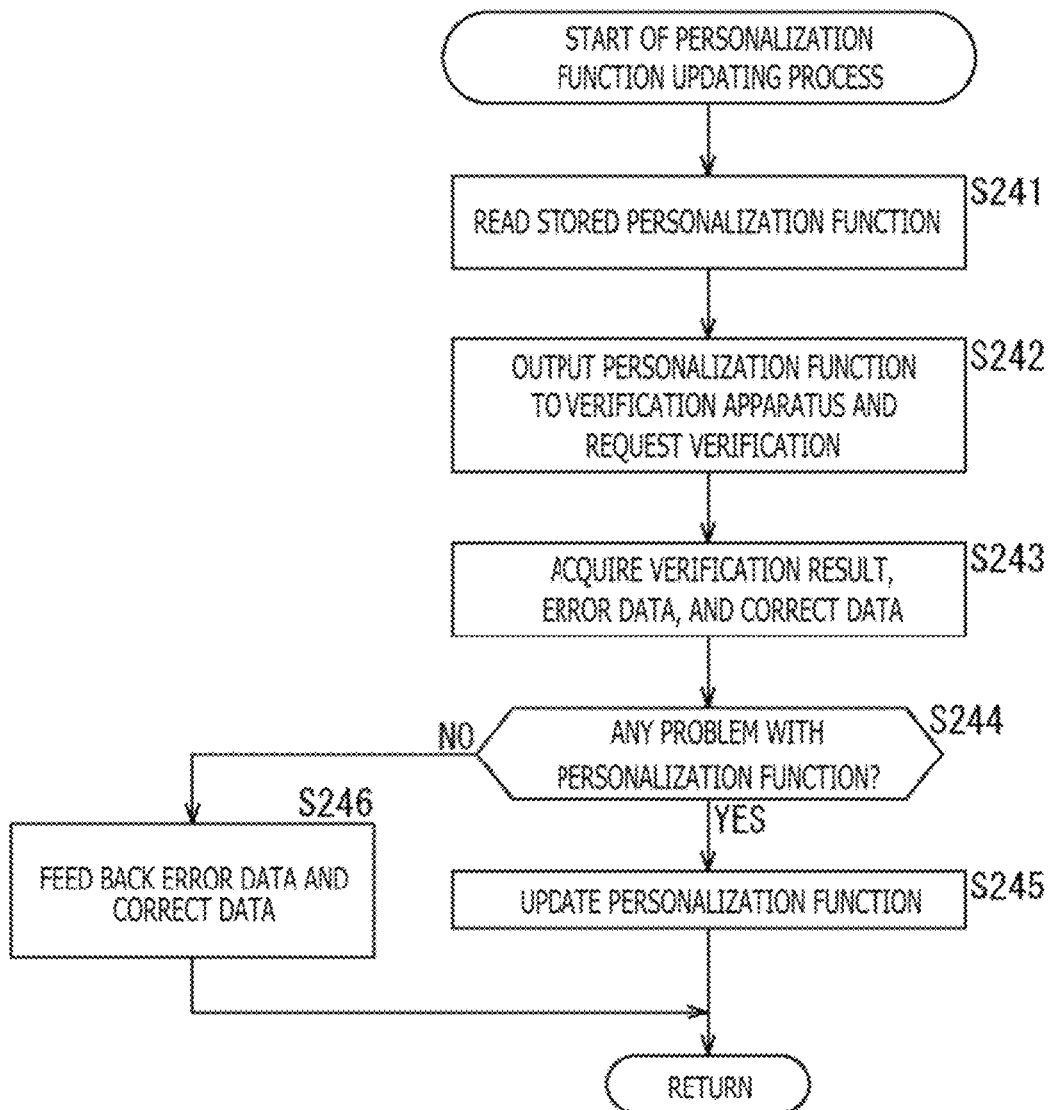 START OF PERSONALIZATION
FUNCTION UPDATING PROCESS
S241
READ STORED PERSONALIZATION FUNCTION
S242
OUTPUT PERSONALIZATION FUNCTION
TO VERIFICATION APPARATUS AND
REQUEST VERIFICATION
S243
ACQUIRE VERIFICATION RESULT,
ERROR DATA, AND CORRECT DATA
S244
ANY PROBLEM WITH
PERSONALIZATION FUNCTION?
NO
YES
S246
FEED BACK ERROR DATA AND
CORRECT DATA
S245
UPDATE PERSONALIZATION FUNCTION
RETURN